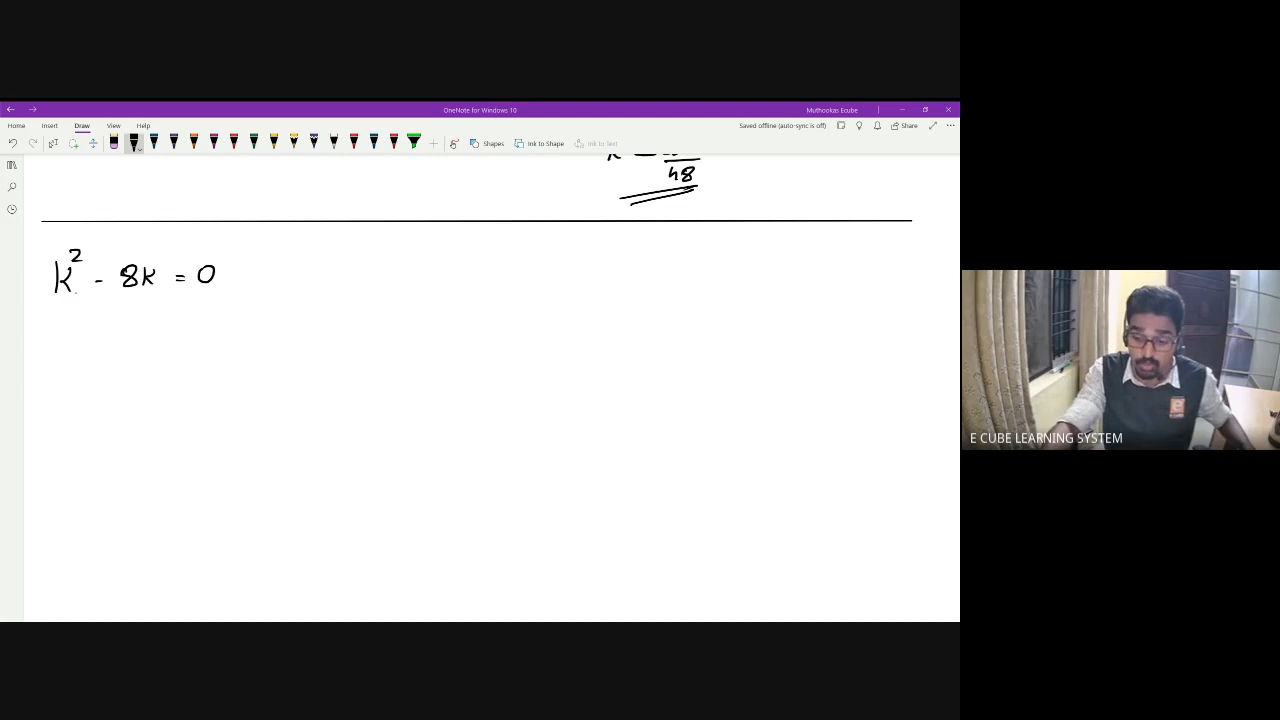 OneNote for Windows 10
Muthookas Ecube
Home Insert Draw View Help
Saved offline (auto-sync is off)
Share
Shapes
Ink to Shape
Ink to Text
48
K² - 8K = 0
e
E CUBE
E CUBE LEARNING SYSTEM